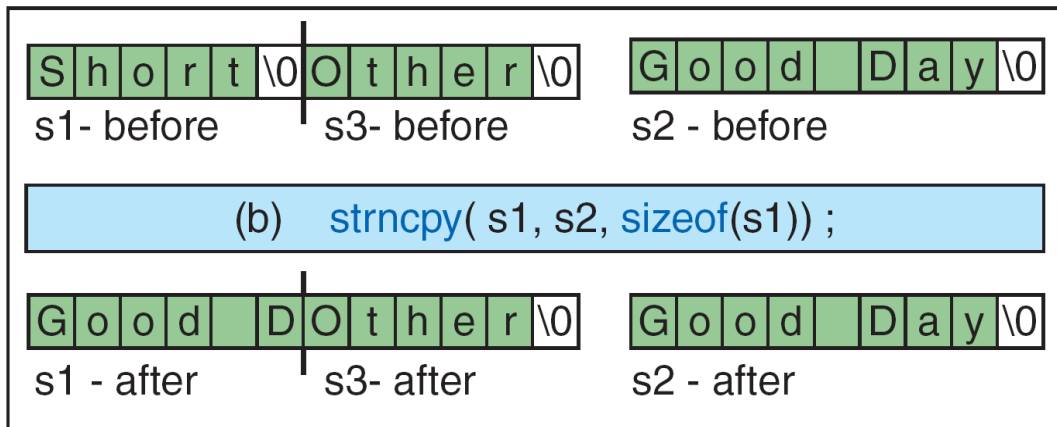 S h o r t \0 O t h e r \0 G o o d D a y \0
s1- before s3- before s2 - before
(b) strncpy( s1, s2, sizeof(s1)) ;
G o o d D O t h e r \0 G o o d D a y \0
s1 - after s3- after s2 - after